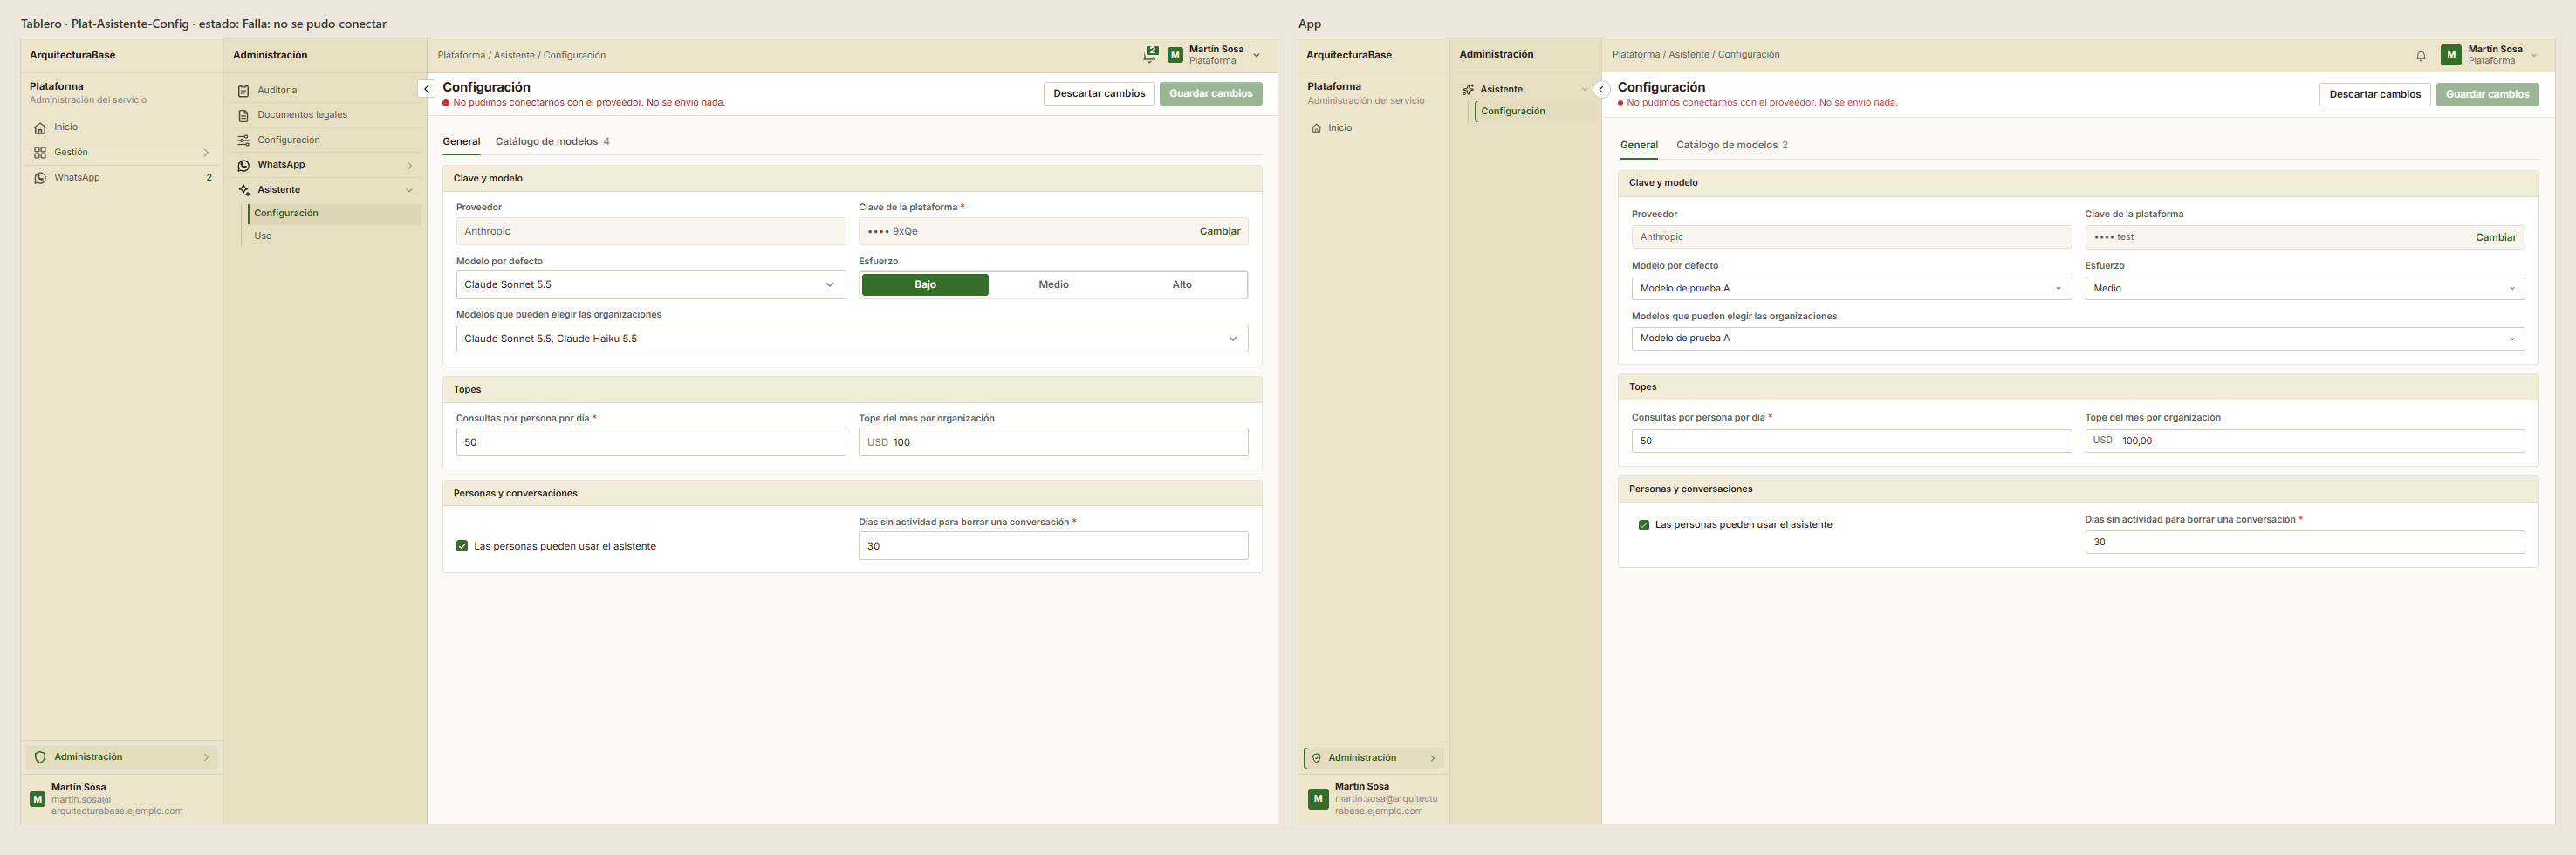 Tablero · Plat-Asistente-Config · estado: Falla: no se pudo conectar
ArquitecturaBase
Plataforma
Administración del servicio
Inicio
Gestión
WhatsApp 2
Administración
Martín Sosa
martin.sosa@
arquitecturabase.ejemplo.com
Administración
Auditoría
Documentos legales
Configuración
WhatsApp
Asistente
Configuración
Uso
Plataforma / Asistente / Configuración
2
M
Martín Sosa
Plataforma
Configuración
No pudimos conectarnos con el proveedor. No se envió nada.
Descartar cambios
Guardar cambios
General
Catálogo de modelos 4
Clave y modelo
Proveedor
Anthropic
Clave de la plataforma *
•••• 9xQe
Cambiar
Modelo por defecto
Claude Sonnet 5.5
Esfuerzo
Bajo
Medio
Alto
Modelos que pueden elegir las organizaciones
Claude Sonnet 5.5, Claude Haiku 5.5
Topes
Consultas por persona por día *
50
Tope del mes por organización
USD 100
Personas y conversaciones
Las personas pueden usar el asistente
Días sin actividad para borrar una conversación *
30
M
App
ArquitecturaBase
Plataforma
Administración del servicio
Inicio
Administración
M
Martín Sosa
martin.sosa@arquitectu
rabase.ejemplo.com
Administración
Asistente
Configuración
Plataforma / Asistente / Configuración
M
Martín Sosa
Plataforma
Configuración
No pudimos conectarnos con el proveedor. No se envió nada.
Descartar cambios
Guardar cambios
General
Catálogo de modelos 2
Clave y modelo
Proveedor
Anthropic
Clave de la plataforma
•••• test
Cambiar
Modelo por defecto
Modelo de prueba A
Esfuerzo
Medio
Modelos que pueden elegir las organizaciones
Modelo de prueba A
Topes
Consultas por persona por día *
50
Tope del mes por organización
USD 100,00
Personas y conversaciones
Las personas pueden usar el asistente
Días sin actividad para borrar una conversación *
30